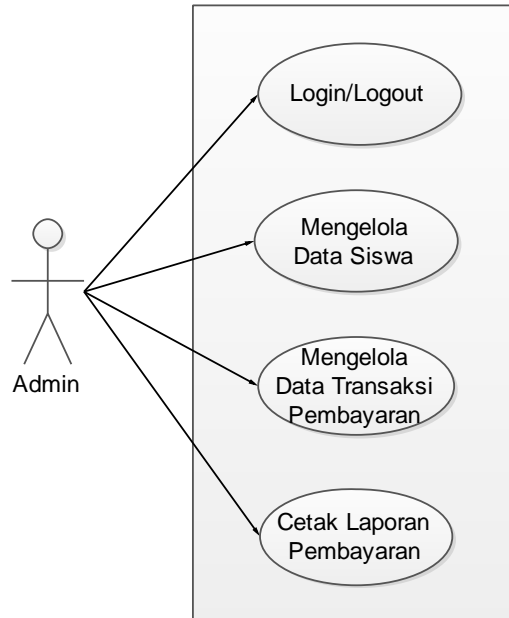 Login/Logout
Mengelola
Data Siswa
Admin
Mengelola
Data Transaksi
Pembayaran
Cetak Laporan
Pembayaran